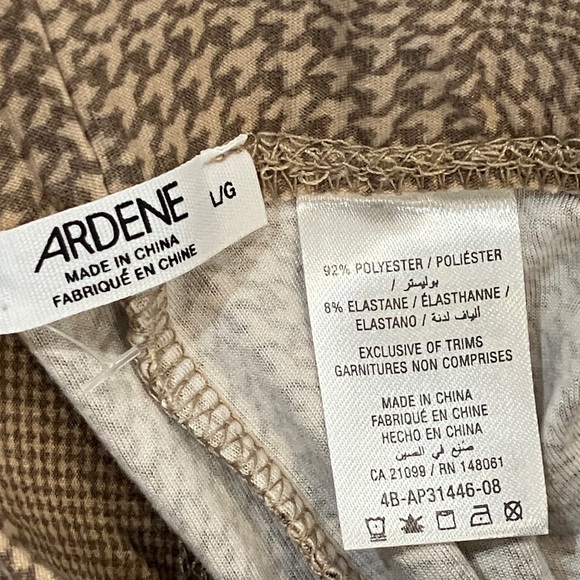 ARDENE
L/G
MADE IN CHINA
FABRIQUÉ EN CHINE
92% POLYESTER / POLIÉSTER
/ بوليستر
8% ELASTANE / ÉLASTHANNE /
ELASTANO / ألياف لدنة
EXCLUSIVE OF TRIMS
GARNITURES NON COMPRISES
MADE IN CHINA
FABRIQUÉ EN CHINE
HECHO EN CHINA
صُنع في الصين
CA 21099 / RN 148061
4B-AP31446-08